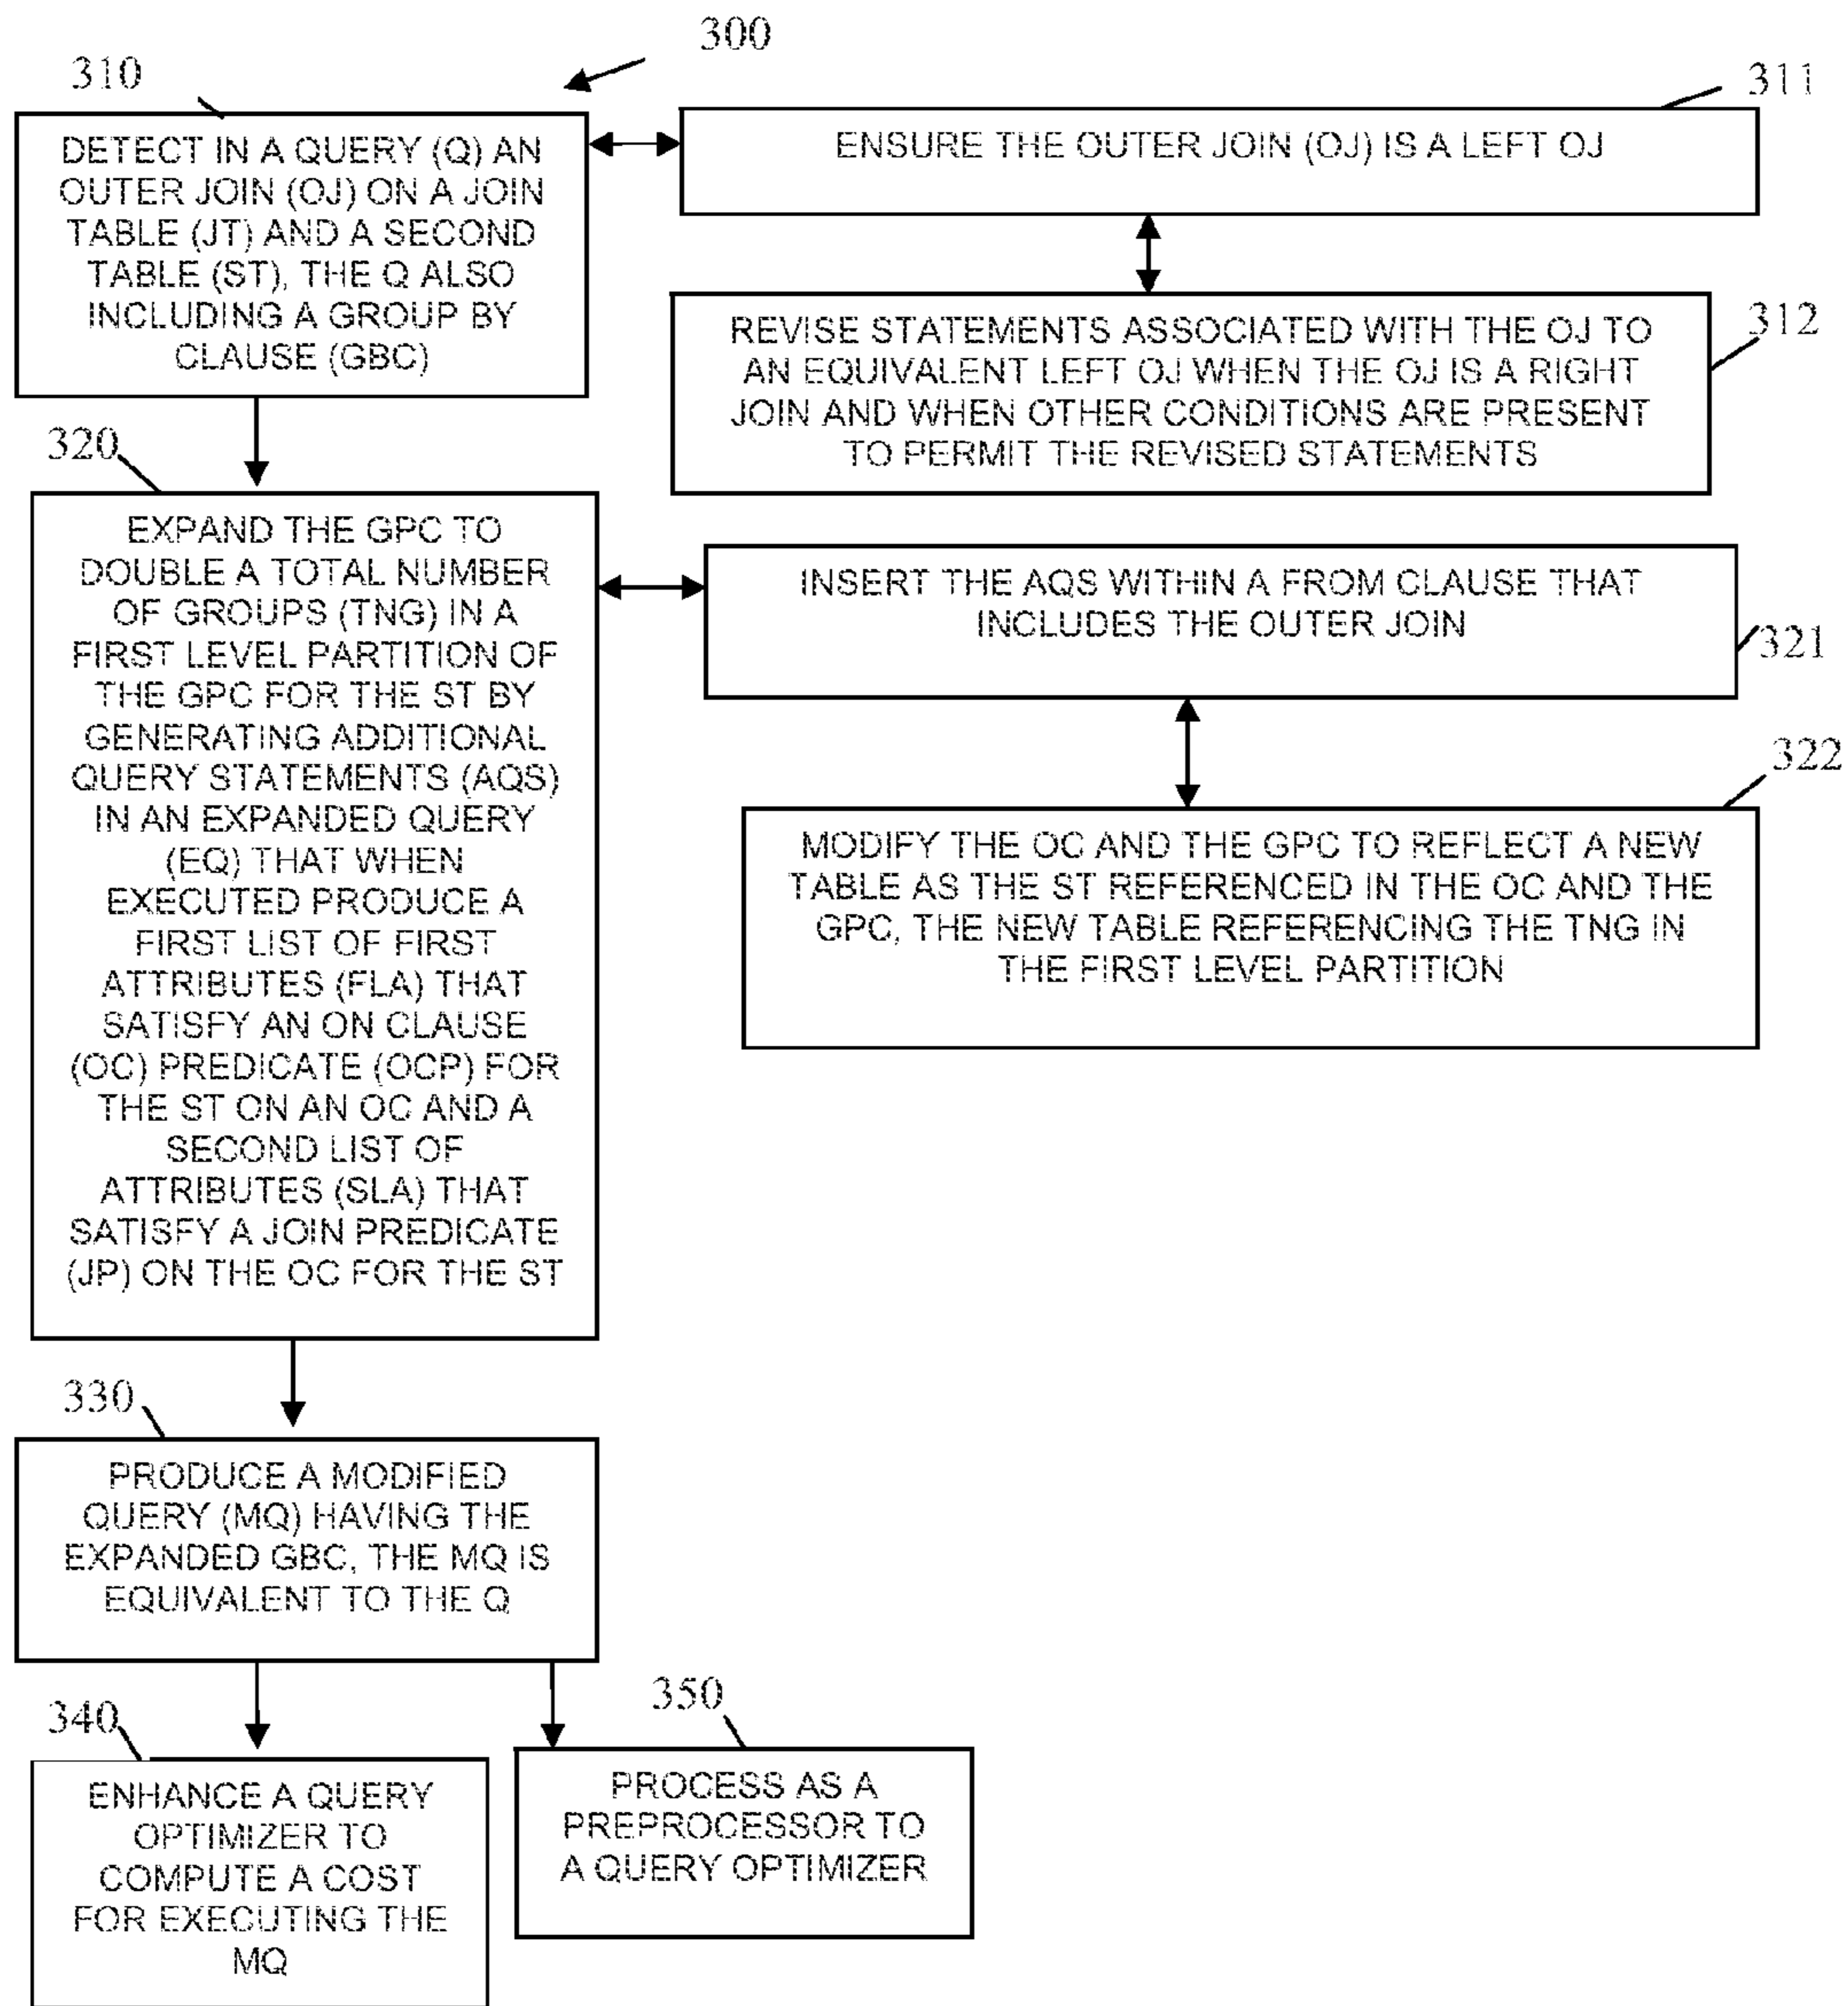 300
310
DETECT IN A QUERY (Q) AN
OUTER JOIN (OJ) ON A JOIN
TABLE (JT) AND A SECOND
TABLE (ST), THE Q ALSO
INCLUDING A GROUP BY
CLAUSE (GBC)
311
ENSURE THE OUTER JOIN (OJ) IS A LEFT OJ
312
REVISE STATEMENTS ASSOCIATED WITH THE OJ TO
AN EQUIVALENT LEFT OJ WHEN THE OJ IS A RIGHT
JOIN AND WHEN OTHER CONDITIONS ARE PRESENT
TO PERMIT THE REVISED STATEMENTS
320
EXPAND THE GPC TO
DOUBLE A TOTAL NUMBER
OF GROUPS (TNG) IN A
FIRST LEVEL PARTITION OF
THE GPC FOR THE ST BY
GENERATING ADDITIONAL
QUERY STATEMENTS (AQS)
IN AN EXPANDED QUERY
(EQ) THAT WHEN
EXECUTED PRODUCE A
FIRST LIST OF FIRST
ATTRIBUTES (FLA) THAT
SATISFY AN ON CLAUSE
(OC) PREDICATE (OCP) FOR
THE ST ON AN OC AND A
SECOND LIST OF
ATTRIBUTES (SLA) THAT
SATISFY A JOIN PREDICATE
(JP) ON THE OC FOR THE ST
321
INSERT THE AQS WITHIN A FROM CLAUSE THAT
INCLUDES THE OUTER JOIN
322
MODIFY THE OC AND THE GPC TO REFLECT A NEW
TABLE AS THE ST REFERENCED IN THE OC AND THE
GPC, THE NEW TABLE REFERENCING THE TNG IN
THE FIRST LEVEL PARTITION
330
PRODUCE A MODIFIED
QUERY (MQ) HAVING THE
EXPANDED GBC, THE MQ IS
EQUIVALENT TO THE Q
340
ENHANCE A QUERY
OPTIMIZER TO
COMPUTE A COST
FOR EXECUTING THE
MQ
350
PROCESS AS A
PREPROCESSOR TO
A QUERY OPTIMIZER